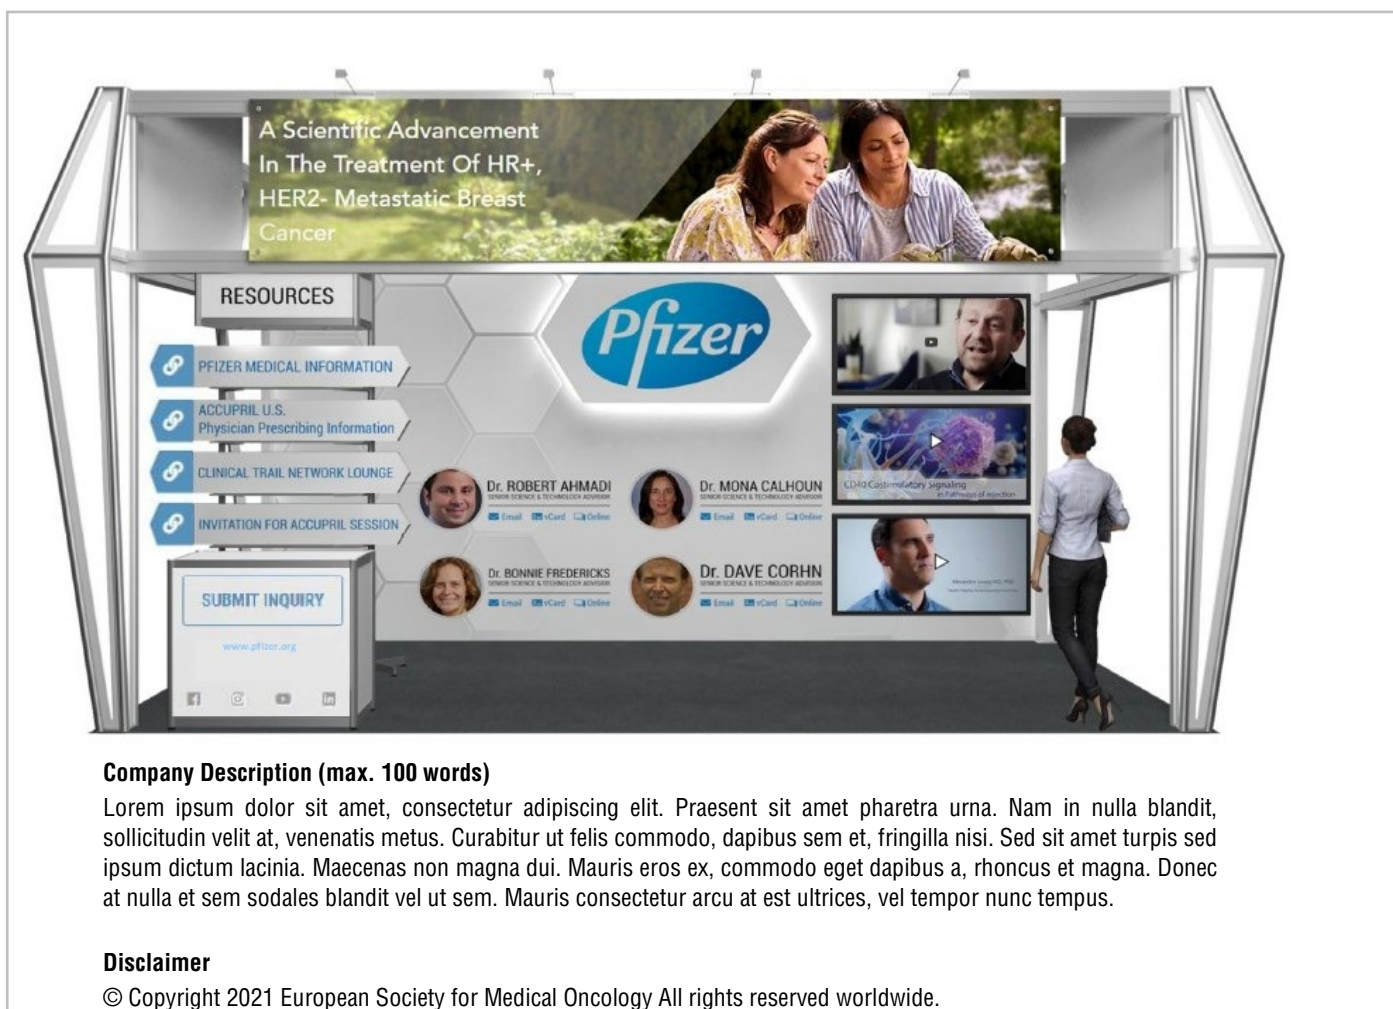 A Scientific Advancement
In The Treatment Of HR+,
HER2- Metastatic Breast
Cancer
RESOURCES
PFIZER MEDICAL INFORMATION
ACCUPRIL U.S.
Physician Prescribing Information
CLINICAL TRAIL NETWORK LOUNGE
INVITATION FOR ACCUPRIL SESSION
SUBMIT INQUIRY
www.pfizer.org
Pfizer
Dr. ROBERT AHMADI
SENIOR SCIENCE & TECHNOLOGY ADVISOR
Email vCard Online
Dr. MONA CALHOUN
SENIOR SCIENCE & TECHNOLOGY ADVISOR
Email vCard Online
Dr. BONNIE FREDERICKS
SENIOR SCIENCE & TECHNOLOGY ADVISOR
Email vCard Online
Dr. DAVE CORHN
SENIOR SCIENCE & TECHNOLOGY ADVISOR
Email vCard Online
CD40 Costimulatory Signaling
in Pathways of Rejection
Company Description (max. 100 words)
Lorem ipsum dolor sit amet, consectetur adipiscing elit. Praesent sit amet pharetra urna. Nam in nulla blandit,
sollicitudin velit at, venenatis metus. Curabitur ut felis commodo, dapibus sem et, fringilla nisi. Sed sit amet turpis sed
ipsum dictum lacinia. Maecenas non magna dui. Mauris eros ex, commodo eget dapibus a, rhoncus et magna. Donec
at nulla et sem sodales blandit vel ut sem. Mauris consectetur arcu at est ultrices, vel tempor nunc tempus.
Disclaimer
© Copyright 2021 European Society for Medical Oncology All rights reserved worldwide.